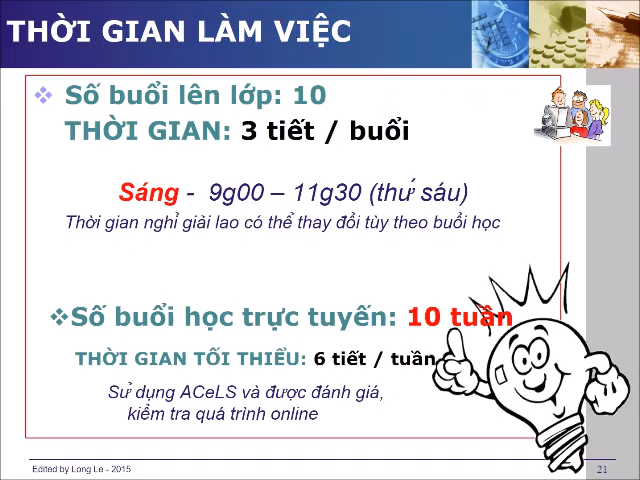 THỜI GIAN LÀM VIỆC
❖ Số buổi lên lớp: 10
THỜI GIAN: 3 tiết / buổi
Sáng - 9g00 – 11g30 (thứ sáu)
Thời gian nghỉ giải lao có thể thay đổi tùy theo buổi học
❖Số buổi học trực tuyến: 10 tuần
THỜI GIAN TỐI THIỂU: 6 tiết / tuần
Sử dụng ACeLS và được đánh giá,
kiểm tra quá trình online
Edited by Long Le - 2015
21